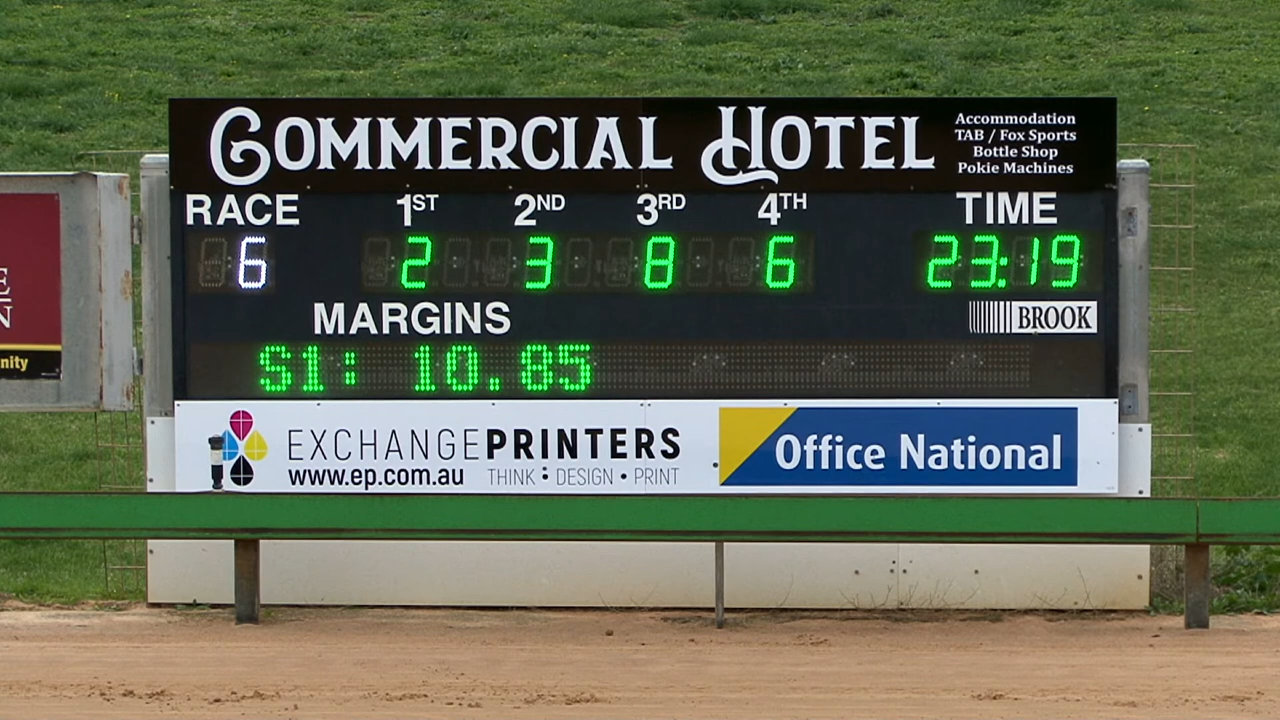 COMMERCIAL HOTEL
Accommodation
TAB / Fox Sports
Bottle Shop
Pokie Machines
RACE 1ST 2ND 3RD 4TH TIME
6 2 3 8 6 23:19
MARGINS
BROOK
S1: 10.85
EXCHANGEPRINTERS
www.ep.com.au THINK : DESIGN • PRINT
Office National
E
N
nity